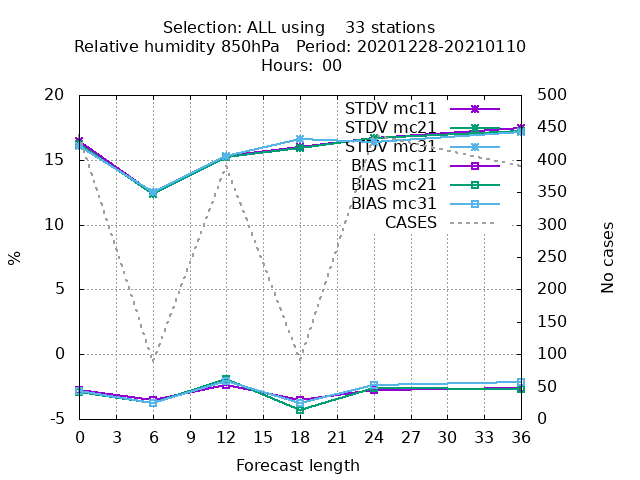 Selection: ALL using    33 stations
Relative humidity 850hPa   Period: 20201228-20210110
Hours: 00
20
15
10
5
0
-5
%
500
450
400
350
300
250
200
150
100
50
0
No cases
STDV mc11
STDV mc21
STDV mc31
BIAS mc11
BIAS mc21
BIAS mc31
CASES
0 3 6 9 12 15 18 21 24 27 30 33 36
Forecast length